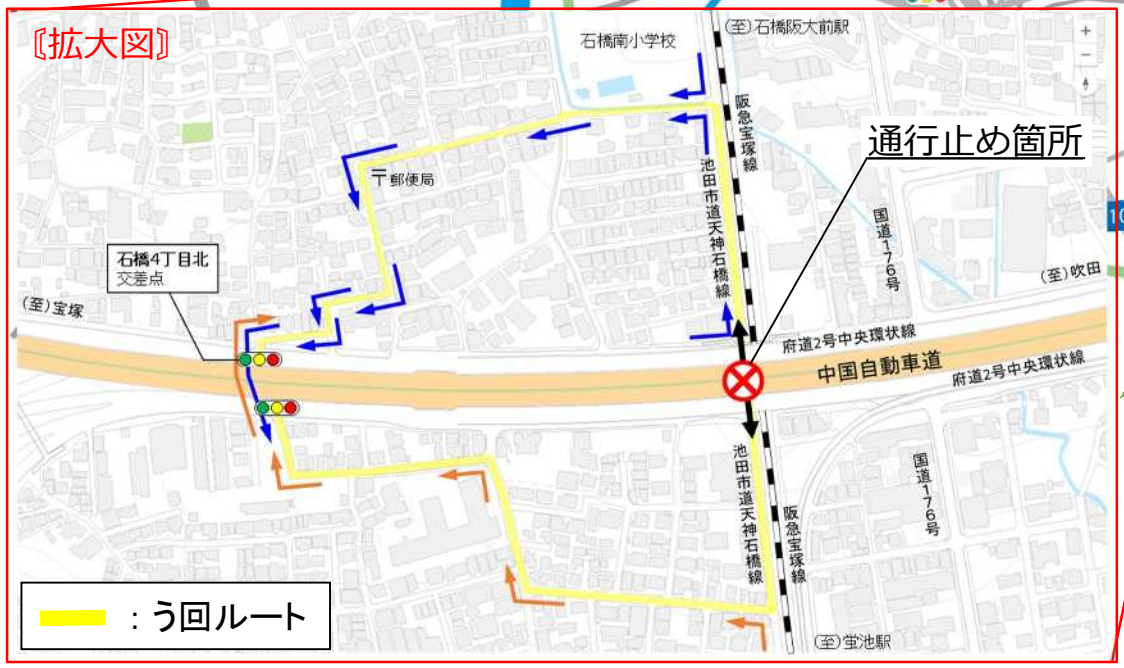 〔拡大図〕
石橋南小学校
(至)石橋阪大前駅
+
−
阪急宝塚線
通行止め箇所
〒郵便局
池田市道天神石橋線
国道176号
10
石橋4丁目北
交差点
(至)宝塚
(至)吹田
府道2号中央環状線
中国自動車道
府道2号中央環状線
池田市道天神石橋線
阪急宝塚線
国道176号
:う回ルート
(至)蛍池駅